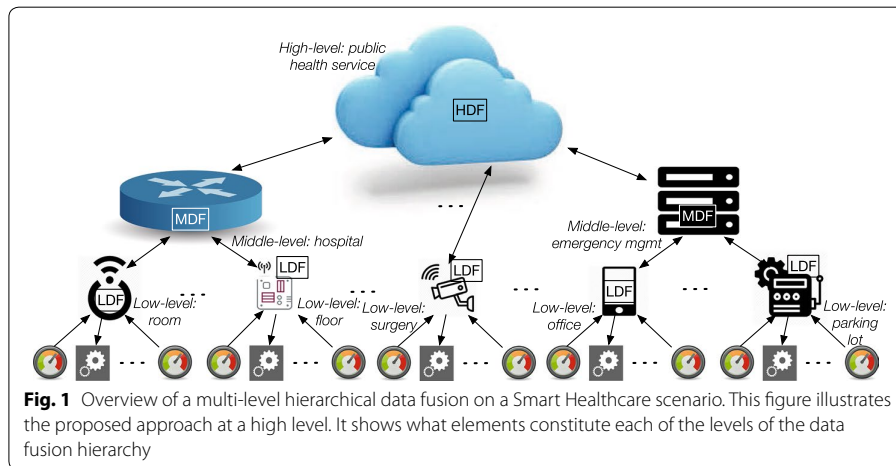 High-level: public
health service
HDF
MDF
MDF
. . .
Middle-level: hospital
Middle-level:
emergency mgmt
LDF
LDF
LDF
LDF
LDF
. . .
. . .
. . .
Low-level:
room
Low-level:
floor
Low-level:
surgery
Low-level:
office
Low-level:
parking
lot
. . .
. . .
. . .
. . .
. . .
Fig. 1 Overview of a multi-level hierarchical data fusion on a Smart Healthcare scenario. This figure illustrates
the proposed approach at a high level. It shows what elements constitute each of the levels of the data
fusion hierarchy